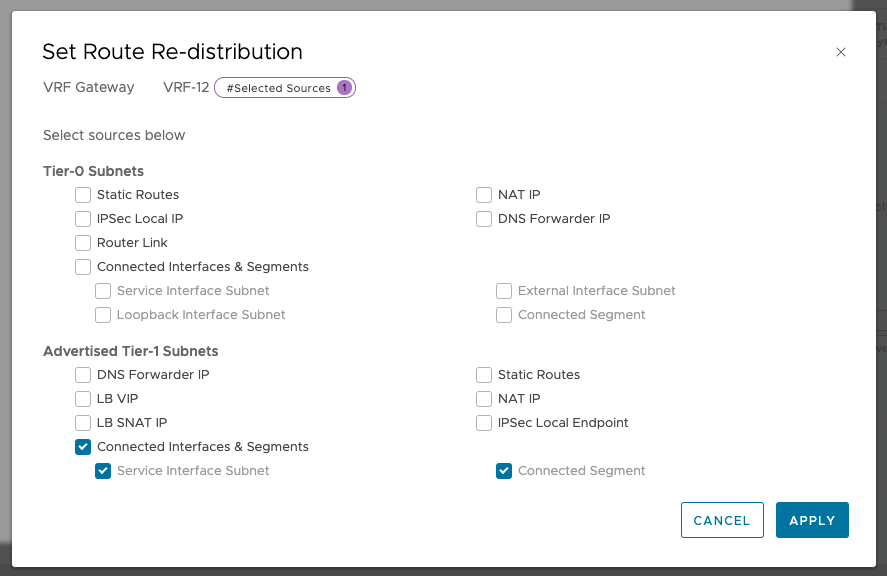 Set Route Re-distribution
VRF Gateway VRF-12 #Selected Sources 1
Select sources below
Tier-0 Subnets
Static Routes NAT IP
IPSec Local IP DNS Forwarder IP
Router Link
Connected Interfaces & Segments
Service Interface Subnet External Interface Subnet
Loopback Interface Subnet Connected Segment
Advertised Tier-1 Subnets
DNS Forwarder IP Static Routes
LB VIP NAT IP
LB SNAT IP IPSec Local Endpoint
Connected Interfaces & Segments
Service Interface Subnet Connected Segment
CANCEL APPLY